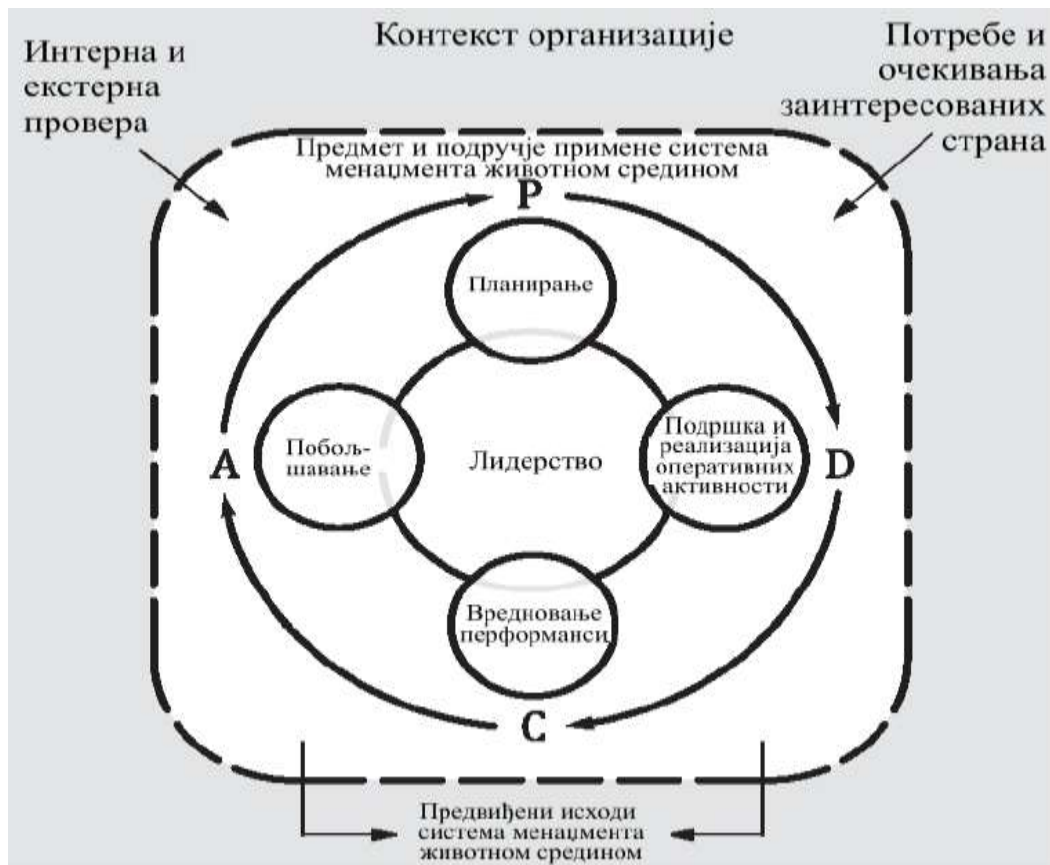 Контекст организације
Интерна и
екстерна
провера
Потребе и
очекивања
заинтересованих
страна
Предмет и подручје примене система
менаџмента животном средином
P
Планирање
Побољ-
шавање
A
Лидерство
Подршка и
реализација
оперативних
активности
D
Вредновање
перформанси
C
Предвиђени исходи
система менаџмента
животном средином